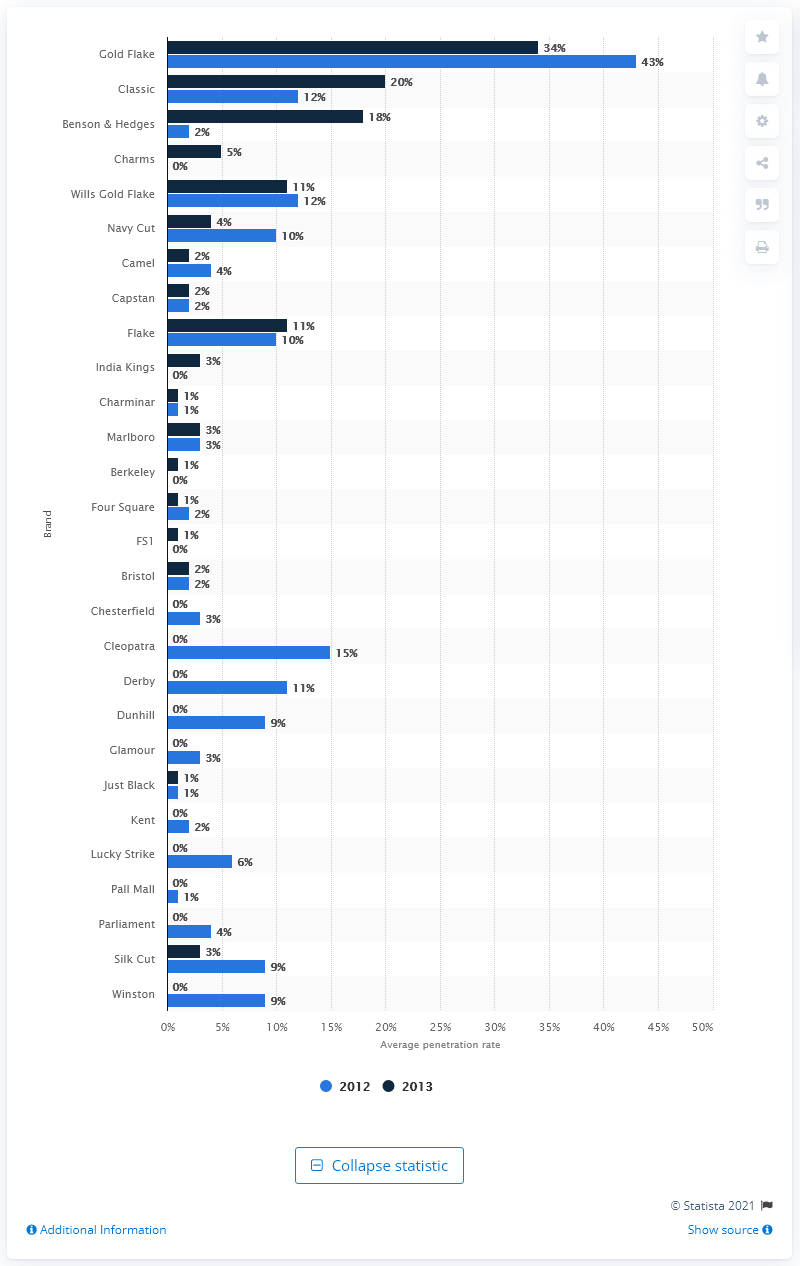 Gold Flake
34%
43%
Classic
20%
12%
Benson & Hedges
18%
2%
Charms
5%
0%
Wills Gold Flake
11%
12%
Navy Cut
4%
10%
Camel
2%
4%
Capstan
2%
2%
Flake
11%
10%
India Kings
3%
0%
Charminar
1%
1%
Marlboro
3%
3%
Berkeley
1%
0%
Four Square
1%
2%
FS1
1%
0%
Bristol
2%
2%
Chesterfield
0%
3%
Cleopatra
0%
15%
Derby
0%
11%
Dunhill
0%
9%
Glamour
0%
3%
Just Black
1%
1%
Kent
0%
2%
Lucky Strike
0%
6%
Pall Mall
0%
1%
Parliament
0%
4%
Silk Cut
3%
9%
Winston
0%
9%
Brand
0% 5% 10% 15% 20% 25% 30% 35% 40% 45% 50%
Average penetration rate
2012 2013
Collapse statistic
© Statista 2021
Additional Information
Show source